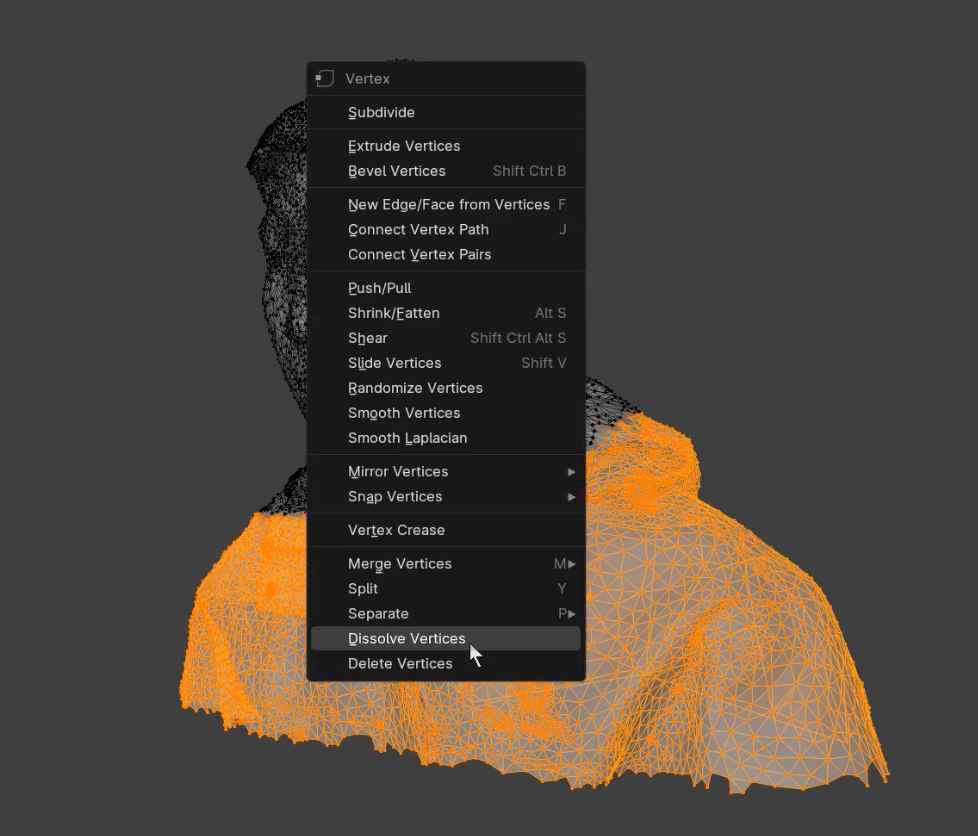 Vertex
Subdivide
Extrude Vertices
Bevel Vertices Shift Ctrl B
New Edge/Face from Vertices F
Connect Vertex Path J
Connect Vertex Pairs
Push/Pull
Shrink/Fatten Alt S
Shear Shift Ctrl Alt S
Slide Vertices Shift V
Randomize Vertices
Smooth Vertices
Smooth Laplacian
Mirror Vertices
Snap Vertices
Vertex Crease
Merge Vertices M
Split Y
Separate P
Dissolve Vertices
Delete Vertices